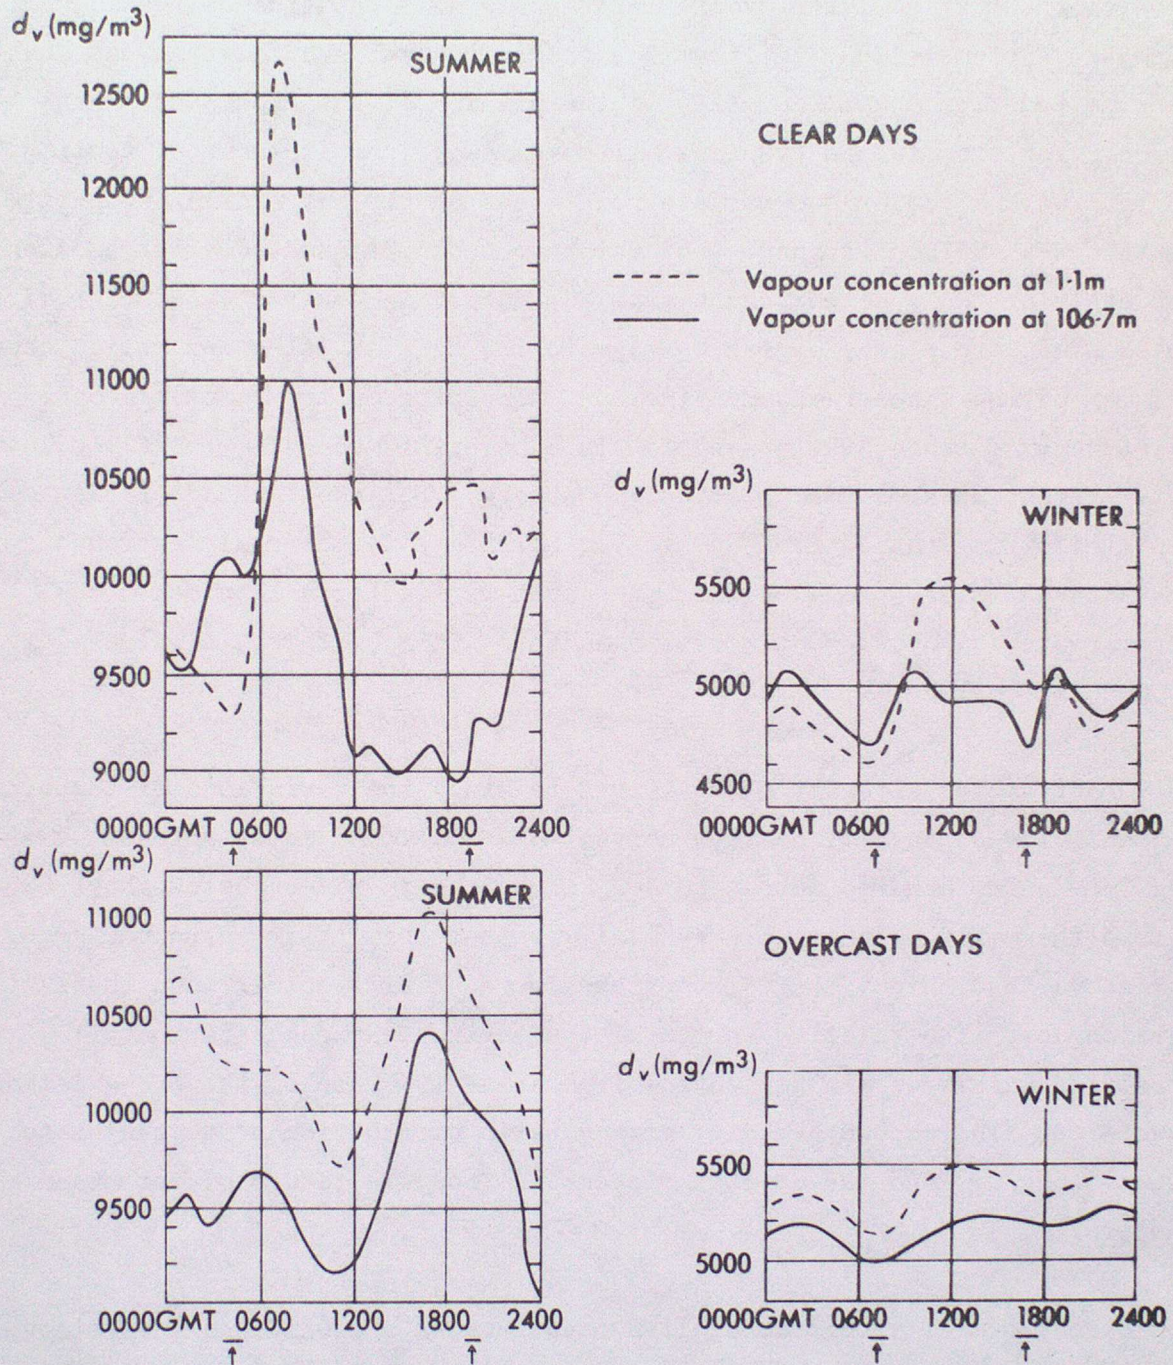 d_v (mg/m³)
SUMMER
12500
12000
11500
11000
10500
10000
9500
9000
0000GMT 0600 1200 1800 2400
CLEAR DAYS
Vapour concentration at 1·1m
Vapour concentration at 106·7m
d_v (mg/m³)
WINTER
5500
5000
4500
0000GMT 0600 1200 1800 2400
d_v (mg/m³)
SUMMER
11000
10500
10000
9500
0000GMT 0600 1200 1800 2400
OVERCAST DAYS
d_v (mg/m³)
WINTER
5500
5000
0000GMT 0600 1200 1800 2400